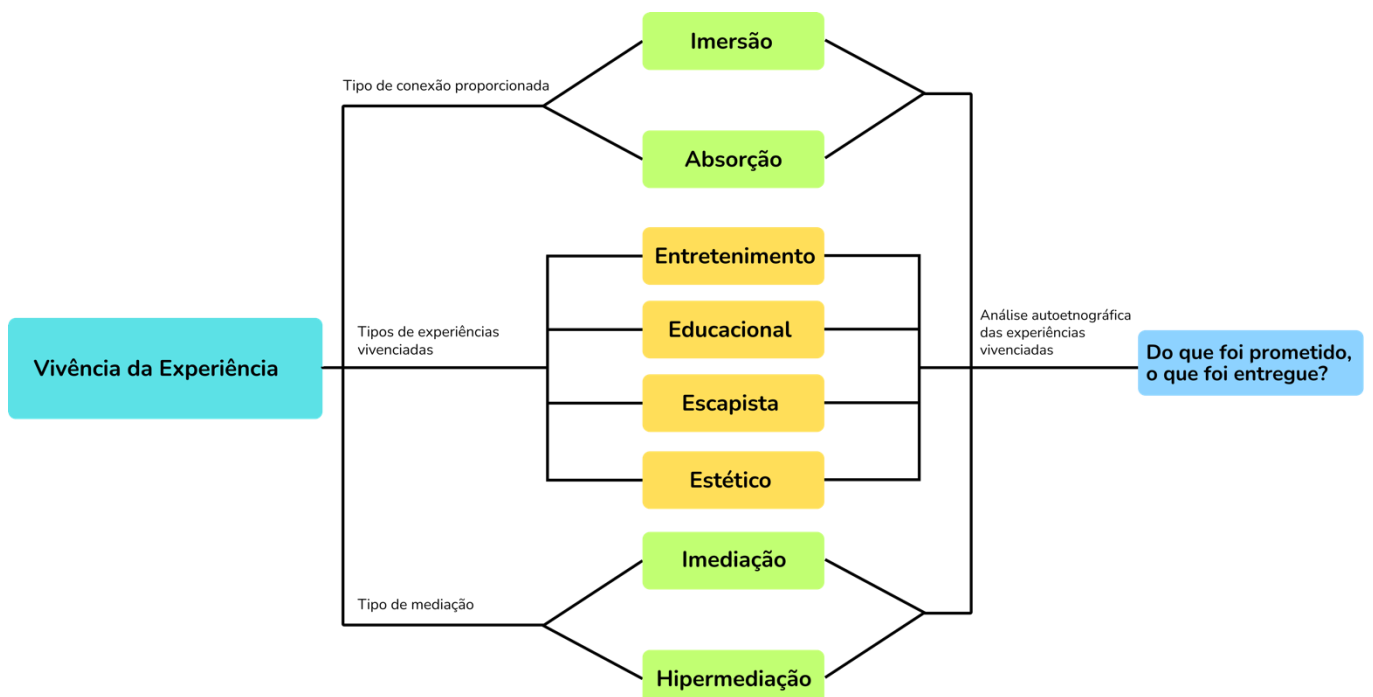 Imersão
Tipo de conexão proporcionada
Absorção
Entretenimento
Tipos de experiências
vivenciadas
Educacional
Análise autoetnográfica
das experiências
vivenciadas
Vivência da Experiência
Do que foi prometido,
o que foi entregue?
Escapista
Estético
Imediação
Tipo de mediação
Hipermediação